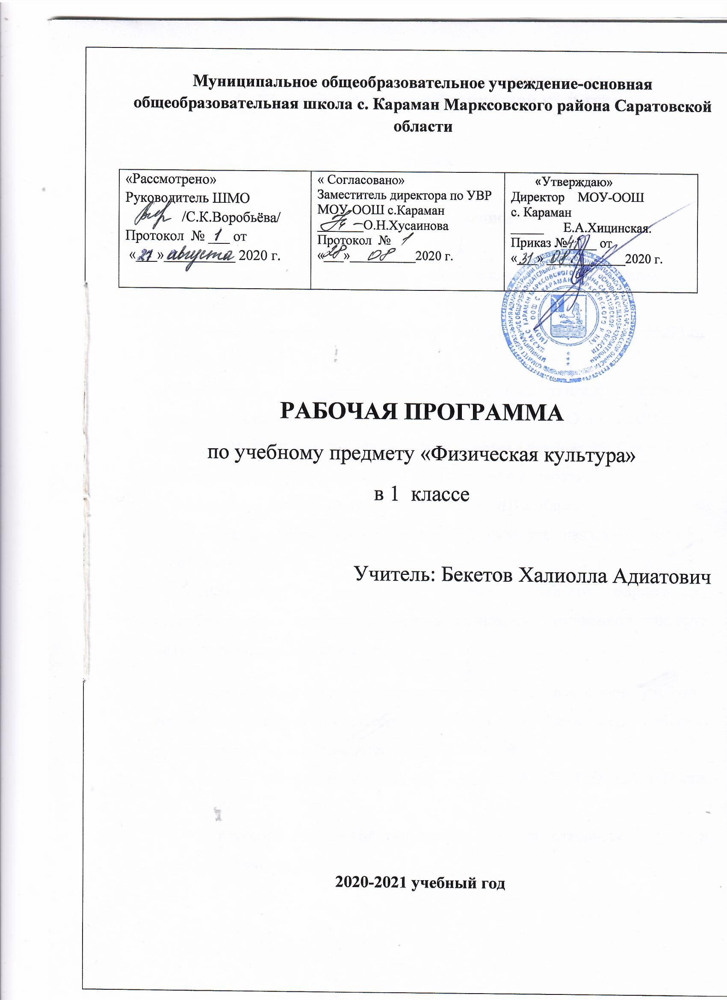 Муниципальное общеобразовательное учреждение-основная
общеобразовательная школа с. Караман Марксовского района Саратовской
области
«Рассмотрено»
Руководитель ШМО
/С.К.Воробьёва/
Протокол № 1 от
«27» августа 2020 г.
« Согласовано»
Заместитель директора по УВР
МОУ-ООШ с.Караман
О.Н.Хусаинова
Протокол № 1
«28» 08 2020 г.
«Утверждаю»
Директор МОУ-ООШ
с. Караман
Е.А.Хицинская.
Приказ № от
«31» 08. 2020 г.
РАБОЧАЯ ПРОГРАММА
по учебному предмету «Физическая культура»
в 1 классе
Учитель: Бекетов Халиолла Адиатович
2020-2021 учебный год